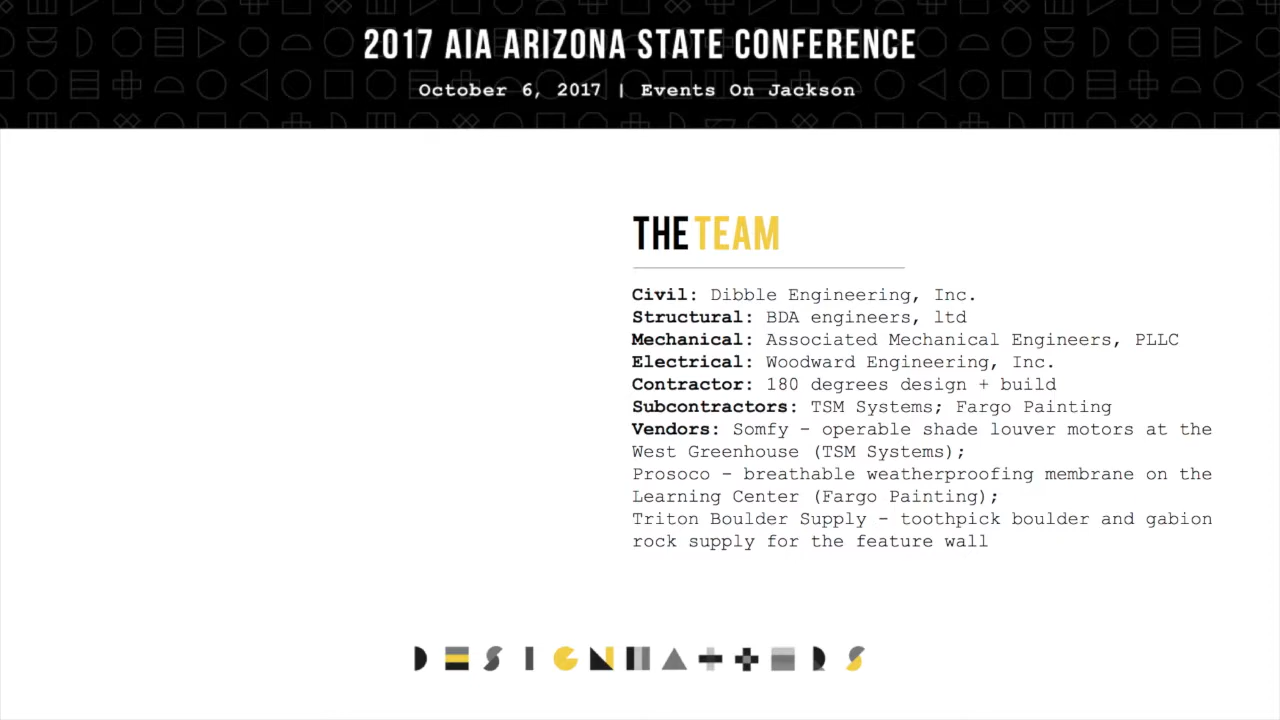 2017 AIA ARIZONA STATE CONFERENCE
October 6, 2017 | Events On Jackson
THE TEAM
Civil: Dibble Engineering, Inc.
Structural: BDA engineers, ltd
Mechanical: Associated Mechanical Engineers, PLLC
Electrical: Woodward Engineering, Inc.
Contractor: 180 degrees design + build
Subcontractors: TSM Systems; Fargo Painting
Vendors: Somfy – operable shade louver motors at the
West Greenhouse (TSM Systems);
Prosoco – breathable weatherproofing membrane on the
Learning Center (Fargo Painting);
Triton Boulder Supply – toothpick boulder and gabion
rock supply for the feature wall
DESIGNMATTERS